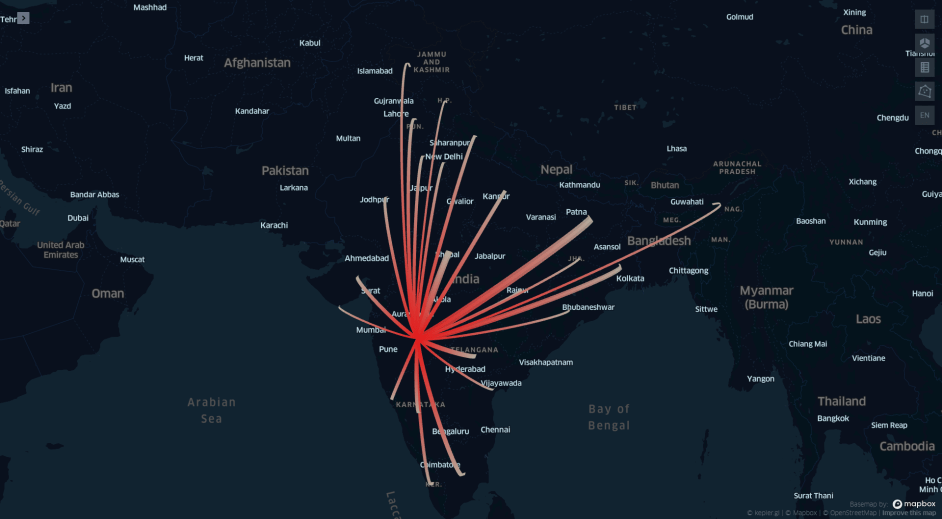 Mashhad
Golmud
Xining
China
Kabul
Herat
Afghanistan
JAMMU
AND
KASHMIR
Islamabad
Iran
Isfahan
Yazd
Gujranwala
H.P.
TIBET
Kandahar
Lahore
PUN.
Chengdu
EN
Multan
Saharanpur
Shiraz
New Delhi
Lhasa
Pakistan
Nepal
ARUNACHAL
PRADESH
Larkana
Jaipur
Kathmandu
SIK.
Bhutan
Xichang
Bandar Abbas
Persian Gulf
Jodhpur
Gwalior
Kanpur
Guwahati
NAG.
Dubai
Qatar
Karachi
Varanasi
Patna
MEG.
Baoshan
Kunming
United Arab
Emirates
Muscat
Ahmedabad
Bhopal
Jabalpur
JHA.
Asansol
Bangladesh
MAN.
YUNNAN
Gejiu
Oman
Surat
India
Kolkata
Chittagong
Akola
Raipur
Myanmar
(Burma)
Hanoi
Bhubaneshwar
Sittwe
Laos
Mumbai
Pune
TELANGANA
Chiang Mai
Vientiane
Hyderabad
Visakhapatnam
Vijayawada
Yangon
Arabian
Sea
KARNATAKA
Bay of
Bengal
Thailand
Bangkok
Siem Reap
Bengaluru
Chennai
Cambodia
Coimbatore
KER.
Ho C
Minh C
Surat Thani
Basemap by: mapbox
© kepler.gl | © Mapbox | © OpenStreetMap | Improve this map